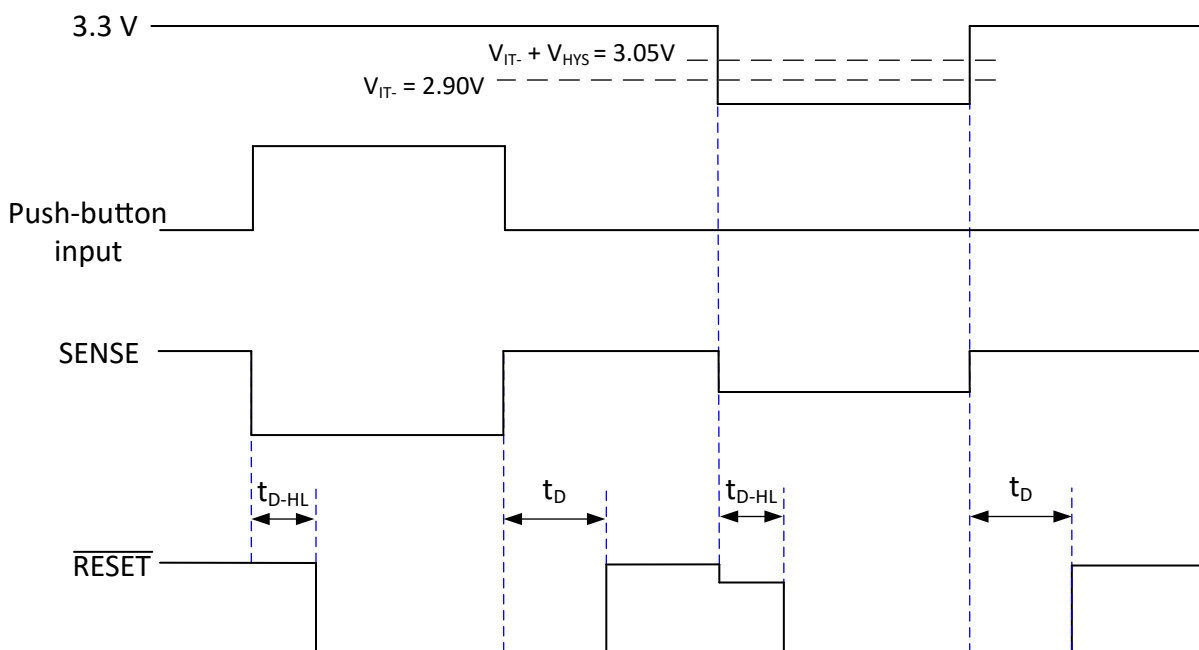 3.3 V
V_IT- + V_HYS = 3.05V
V_IT- = 2.90V
Push-button
input
SENSE
t_D-HL
t_D
t_D-HL
t_D
R̅E̅S̅E̅T̅